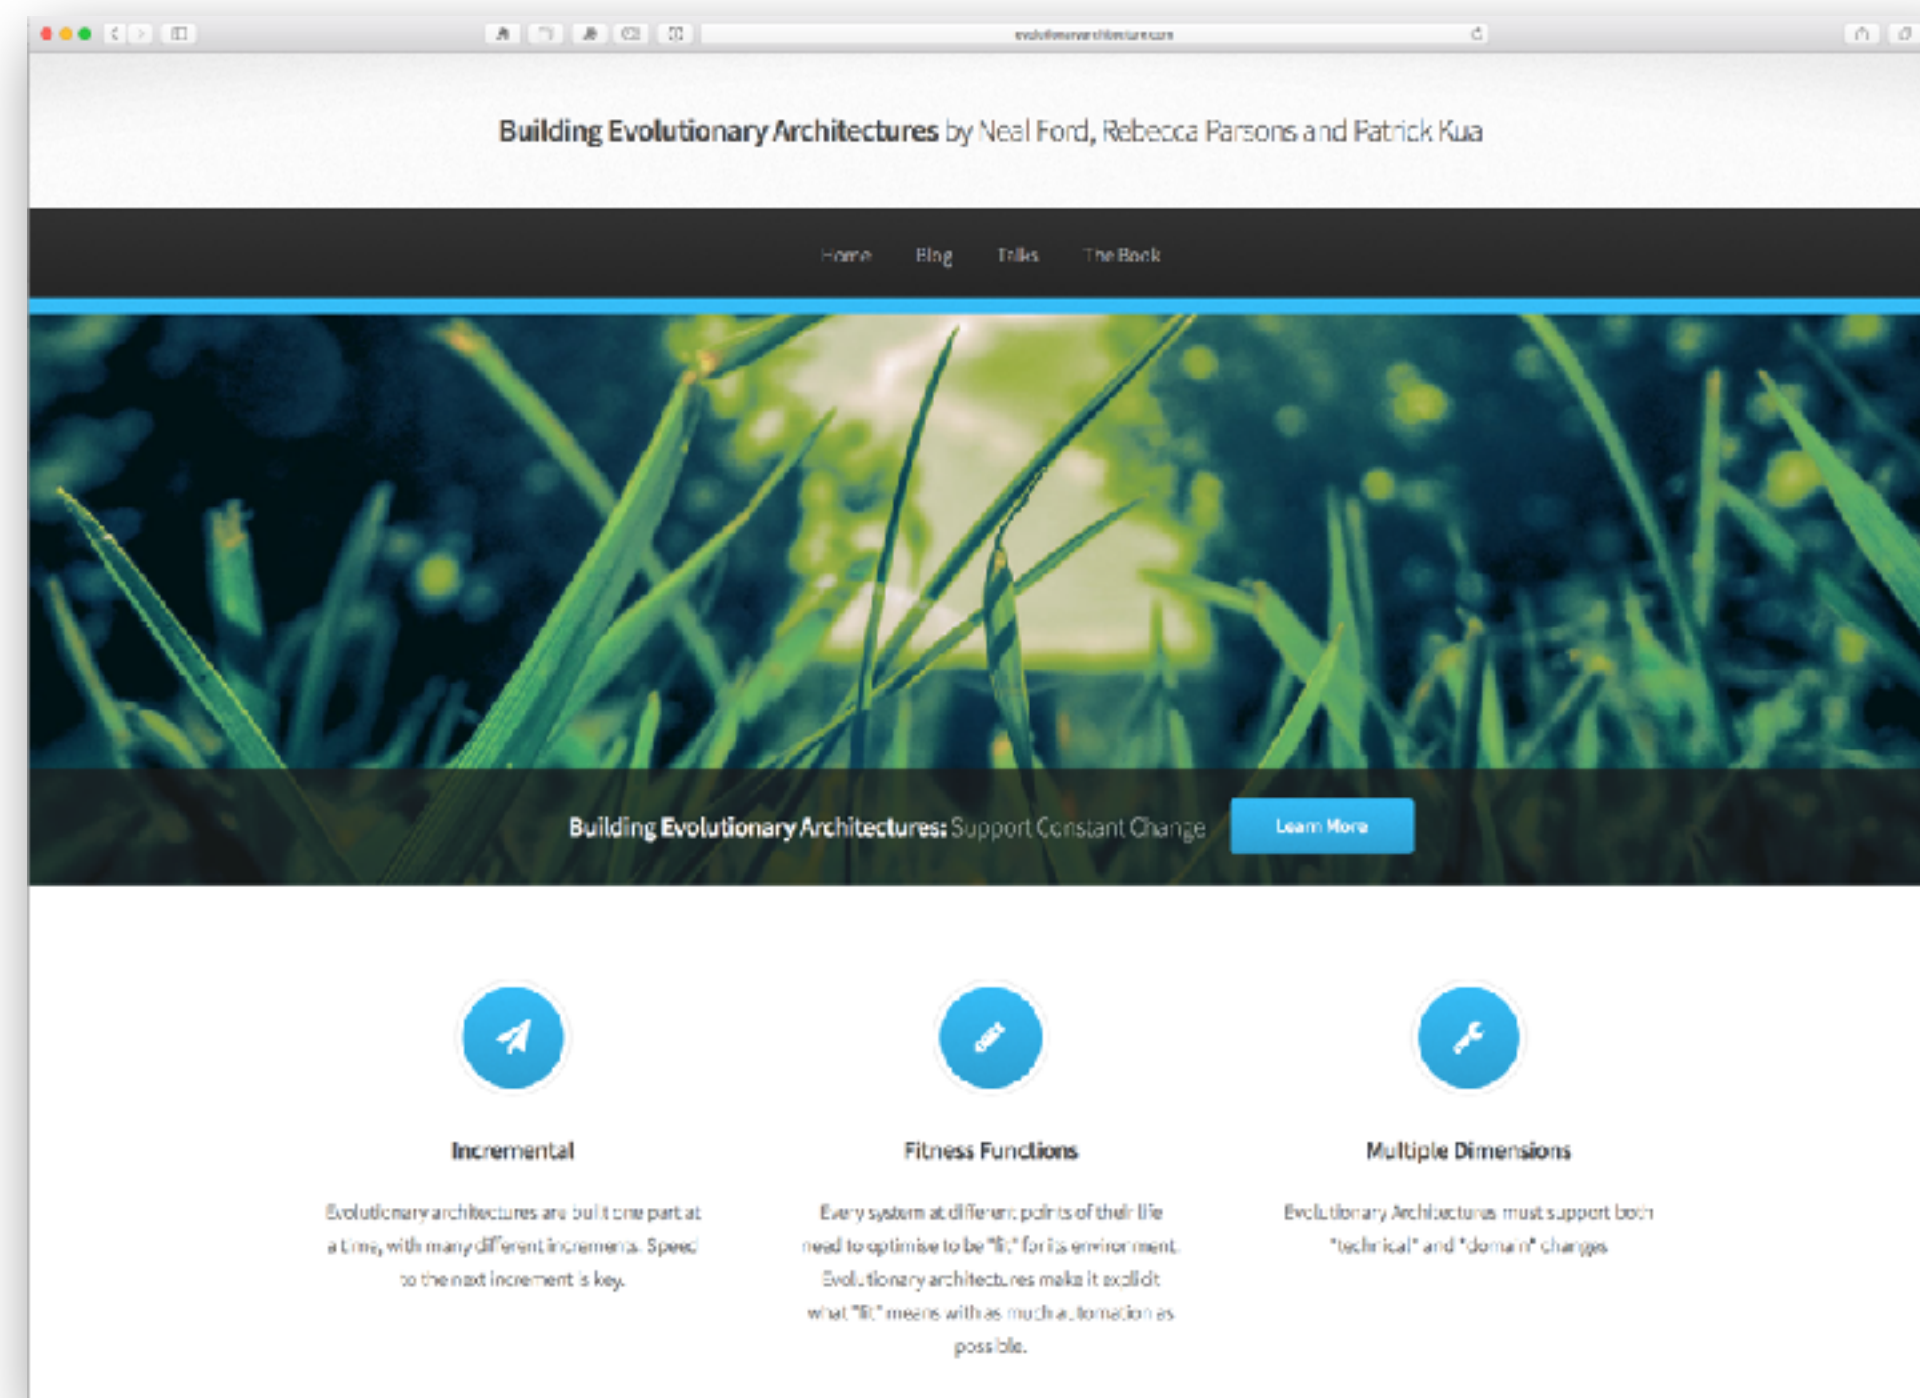 evolutionaryarchitecture.com
Building Evolutionary Architectures by Neal Ford, Rebecca Parsons and Patrick Kua
Home Blog Talks The Book
Building Evolutionary Architectures: Support Constant Change Learn More
Incremental
Evolutionary architectures are built one part at
a time, with many different increments. Speed
to the next increment is key.
Fitness Functions
Every system at different points of their life
need to optimise to be "fit" for its environment.
Evolutionary architectures make it explicit
what "fit" means with as much automation as
possible.
Multiple Dimensions
Evolutionary Architectures must support both
"technical" and "domain" changes